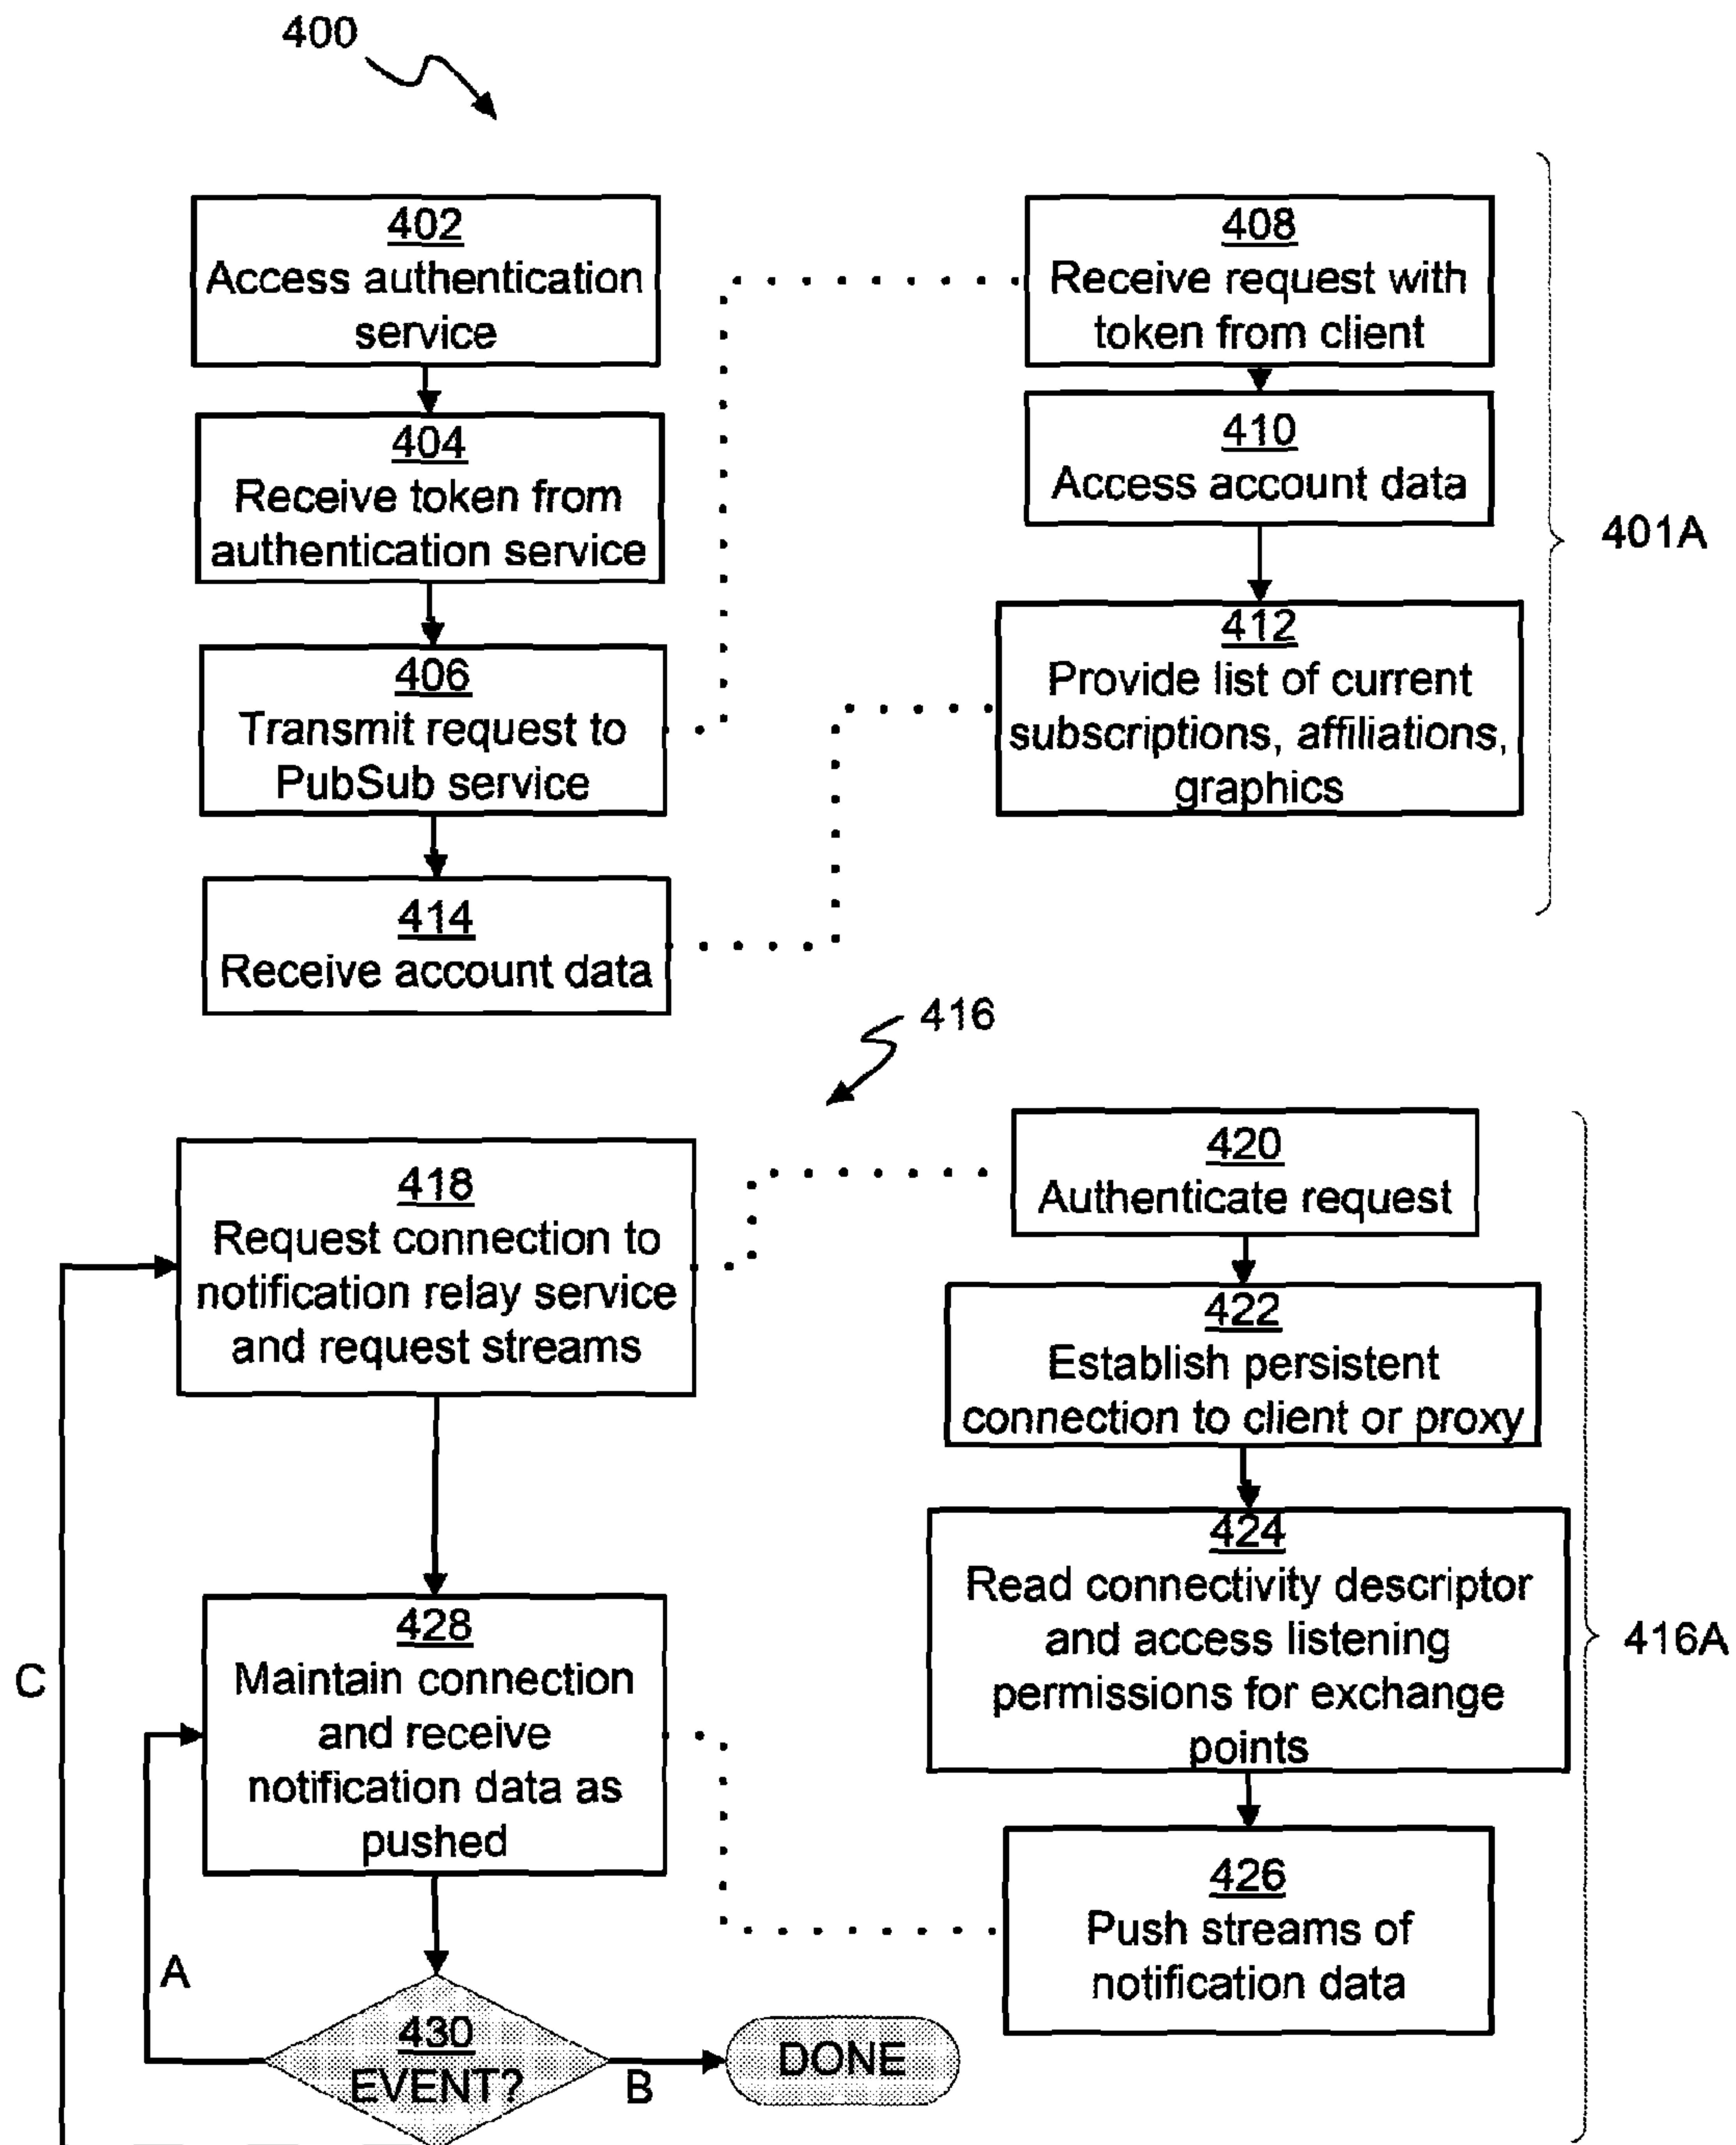 400
402
Access authentication
service
404
Receive token from
authentication service
406
Transmit request to
PubSub service
414
Receive account data
408
Receive request with
token from client
410
Access account data
412
Provide list of current
subscriptions, affiliations,
graphics
401A
416
418
Request connection to
notification relay service
and request streams
428
Maintain connection
and receive
notification data as
pushed
430
EVENT?
A
B
C
DONE
420
Authenticate request
422
Establish persistent
connection to client or proxy
424
Read connectivity descriptor
and access listening
permissions for exchange
points
426
Push streams of
notification data
416A